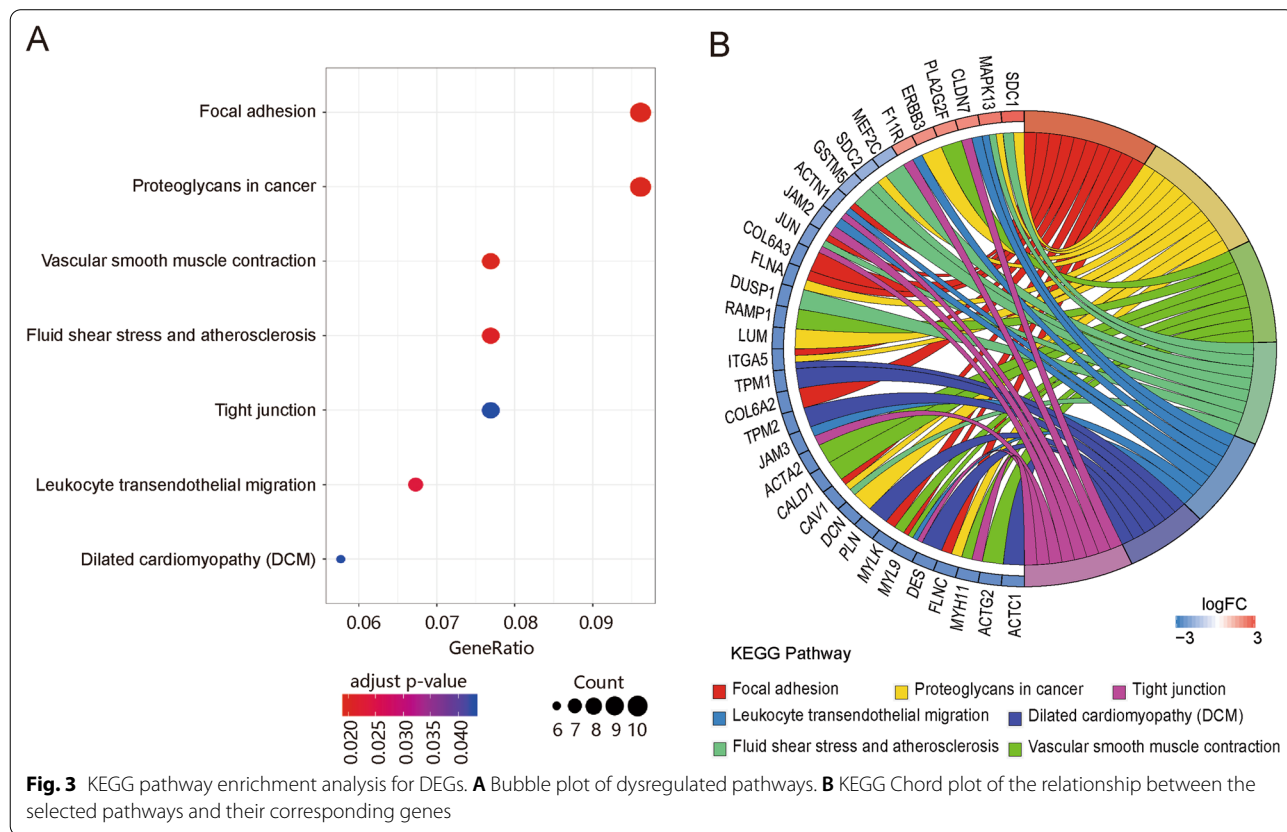 A
Focal adhesion
Proteoglycans in cancer
Vascular smooth muscle contraction
Fluid shear stress and atherosclerosis
Tight junction
Leukocyte transendothelial migration
Dilated cardiomyopathy (DCM)
0.06 0.07 0.08 0.09
GeneRatio
adjust p-value
0.020 0.025 0.030 0.035 0.040
Count
6 7 8 9 10
B
SDC1
MAPK13
CLDN7
PLA2G2F
ERBB3
F11R
MEF2C
SDC2
GSTM5
ACTN1
JAM2
JUN
COL6A3
FLNA
DUSP1
RAMP1
LUM
ITGA5
TPM1
COL6A2
TPM2
JAM3
ACTA2
CALD1
CAV1
DCN
PLN
MYLK
MYL9
DES
FLNC
MYH11
ACTG2
ACTC1
logFC
−3 3
KEGG Pathway
Focal adhesion Proteoglycans in cancer Tight junction
Leukocyte transendothelial migration Dilated cardiomyopathy (DCM)
Fluid shear stress and atherosclerosis Vascular smooth muscle contraction
Fig. 3 KEGG pathway enrichment analysis for DEGs. A Bubble plot of dysregulated pathways. B KEGG Chord plot of the relationship between the
selected pathways and their corresponding genes